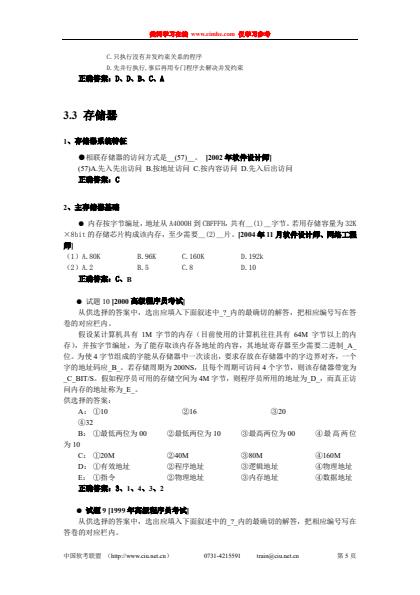 www.cimbc.com 仅学习参考
C.只执行没有并发约束关系的程序
D.先并行执行,事后再用专门程序去解决并发约束
正确答案:D、D、B、C、A
3.3 存储器
1、存储器系统特征
●相联存储器的访问方式是__(57)__。 [2002 年软件设计师]
(57)A.先入先出访问 B.按地址访问 C.按内容访问 D.先入后出访问
正确答案:C
2、主存储器基础
● 内存按字节编址,地址从 A4000H 到 CBFFFH,共有__(1)__字节。若用存储容量为 32K
×8bit 的存储芯片构成该内存,至少需要__(2)__片。[2004 年 11 月软件设计师、网络工程
师]
(1)A.80K B.96K C.160K D.192k
(2)A.2 B.5 C.8 D.10
正确答案:C、B
● 试题 10 [2000 高级程序员考试]
从供选择的答案中,选出应填入下面叙述中_?_内的最确切的解答,把相应编号写在答
卷的对应栏内。
假设某计算机具有 1M 字节的内存(目前使用的计算机往往具有 64M 字节以上的内
存),并按字节编址,为了能存取该内存各地址的内容,其地址寄存器至少需要二进制_A_
位。为使 4 字节组成的字能从存储器中一次读出,要求存放在存储器中的字边界对齐,一个
字的地址码应_B_。若存储周期为 200NS,且每个周期可访问 4 个字节,则该存储器带宽为
_C_BIT/S。假如程序员可用的存储空间为 4M 字节,则程序员所用的地址为_D_,而真正访
问内存的地址称为_E_。
供选择的答案:
A: ①10 ②16 ③20
④32
B: ①最低两位为 00 ②最低两位为 10 ③最高两位为 00 ④最高两位
为 10
C: ①20M ②40M ③80M ④160M
D: ①有效地址 ②程序地址 ③逻辑地址 ④物理地址
E: ①指令 ②物理地址 ③内存地址 ④数据地址
正确答案:3、1、4、3、2
● 试题 9 [1999 年高级程序员考试]
从供选择的答案中,选出应填入下面叙述中的_?_内的最确切的解答,把相应编号写在
答卷的对应栏内。
中国软考联盟 (http://www.ciu.net.cn) 0731-4215591 train@ciu.net.cn 第 5 页